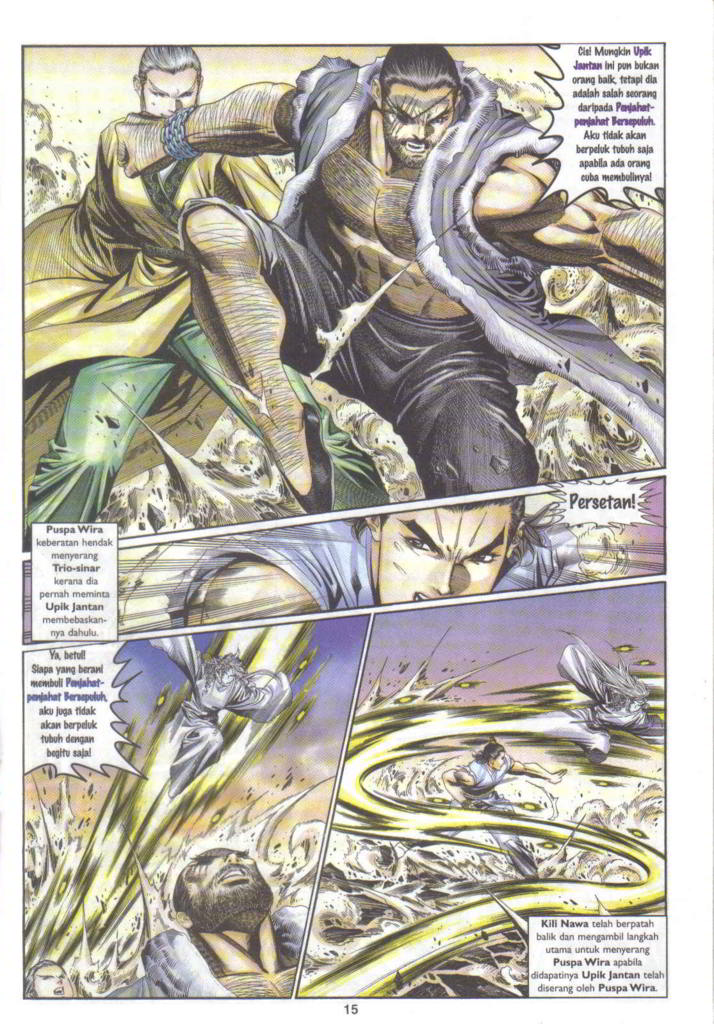 Cis! Mungkin Upik
Jantan ini pun bukan
orang baik, tetapi dia
adalah salah seorang
daripada Penjahat-
penjahat Bersepuluh.
Aku tidak akan
berpeluk tubuh saja
apabila ada orang
cuba membulinya!
Persetan!
Puspa Wira
keberatan hendak
menyerang
Trio-sinar
kerana dia
pernah meminta
Upik Jantan
membebaskan-
nya dahulu.
Ya, betul!
Siapa yang berani
membuli Penjahat-
penjahat Bersepuluh,
aku juga tidak
akan berpeluk
tubuh dengan
begitu saja!
Kili Nawa telah berpatah
balik dan mengambil langkah
utama untuk menyerang
Puspa Wira apabila
didapatinya Upik Jantan telah
diserang oleh Puspa Wira.
15